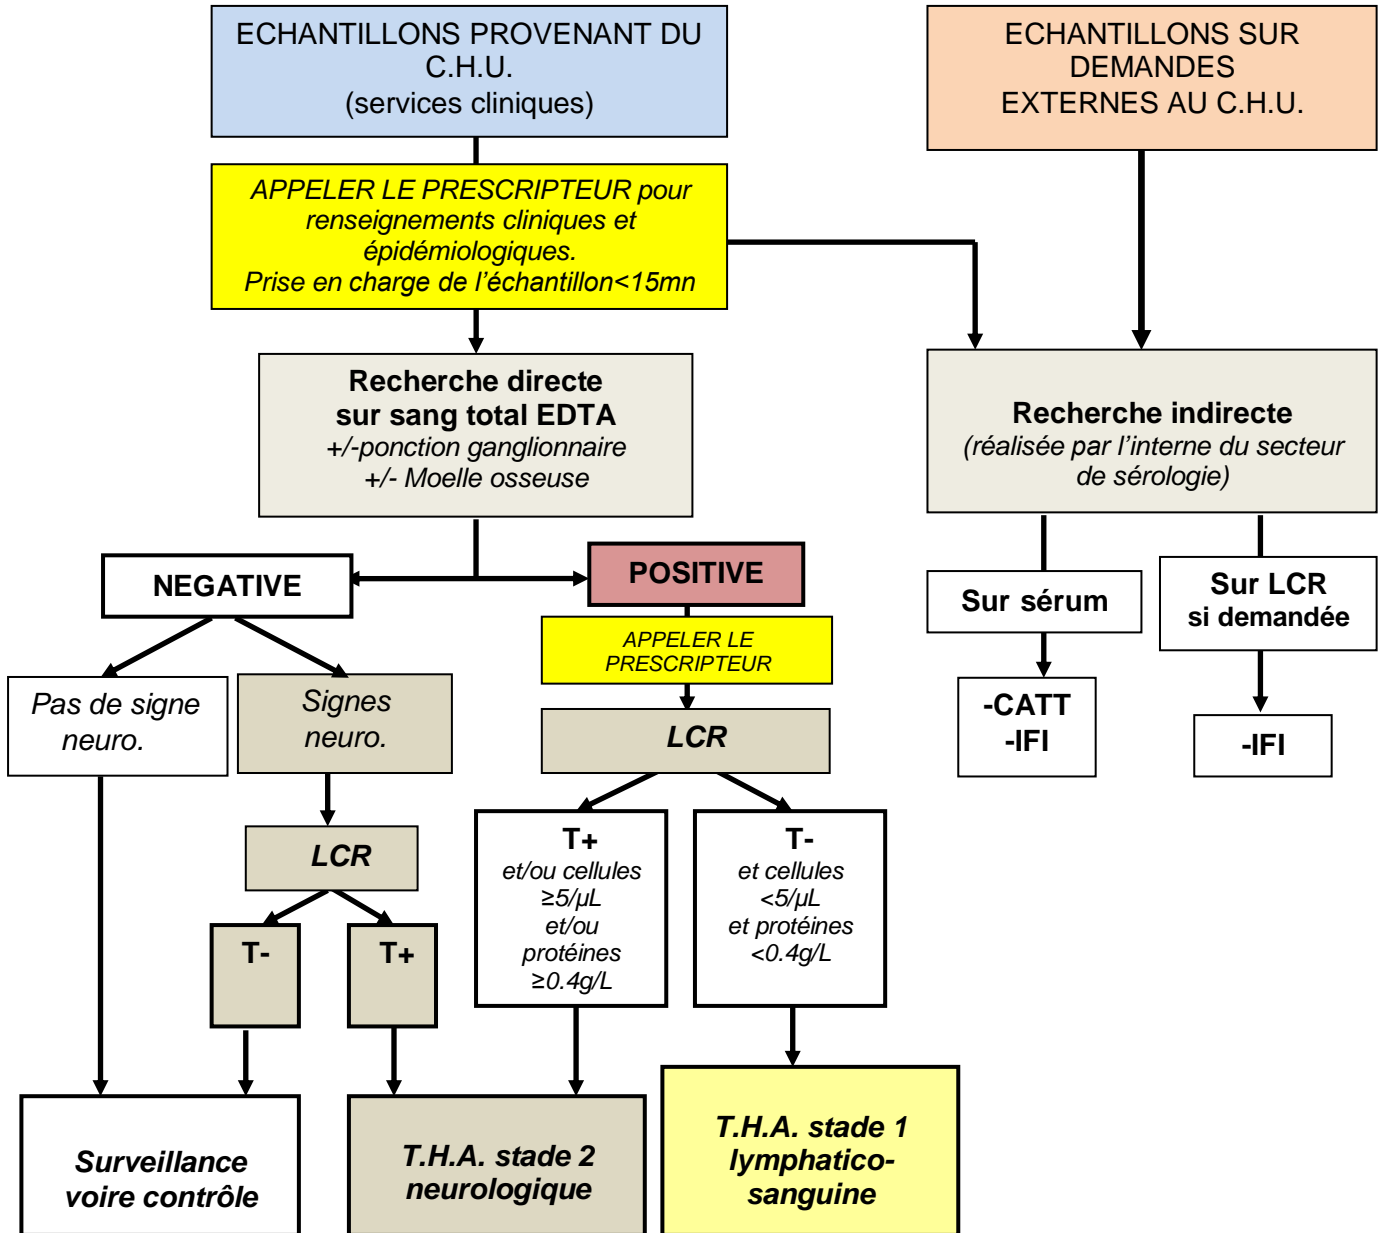 ECHANTILLONS PROVENANT DU
C.H.U.
(services cliniques)
ECHANTILLONS SUR
DEMANDES
EXTERNES AU C.H.U.
APPELER LE PRESCRIPTEUR pour
renseignements cliniques et
épidémiologiques.
Prise en charge de l’échantillon<15mn
Recherche directe
sur sang total EDTA
+/-ponction ganglionnaire
+/- Moelle osseuse
Recherche indirecte
(réalisée par l’interne du secteur
de sérologie)
NEGATIVE
POSITIVE
Sur sérum
Sur LCR
si demandée
APPELER LE
PRESCRIPTEUR
Pas de signe
neuro.
Signes
neuro.
LCR
-CATT
-IFI
-IFI
LCR
T+
et/ou cellules
≥5/µL
et/ou
protéines
≥0.4g/L
T-
et cellules
<5/µL
et protéines
<0.4g/L
T-
T+
Surveillance
voire contrôle
T.H.A. stade 2
neurologique
T.H.A. stade 1
lymphatico-
sanguine